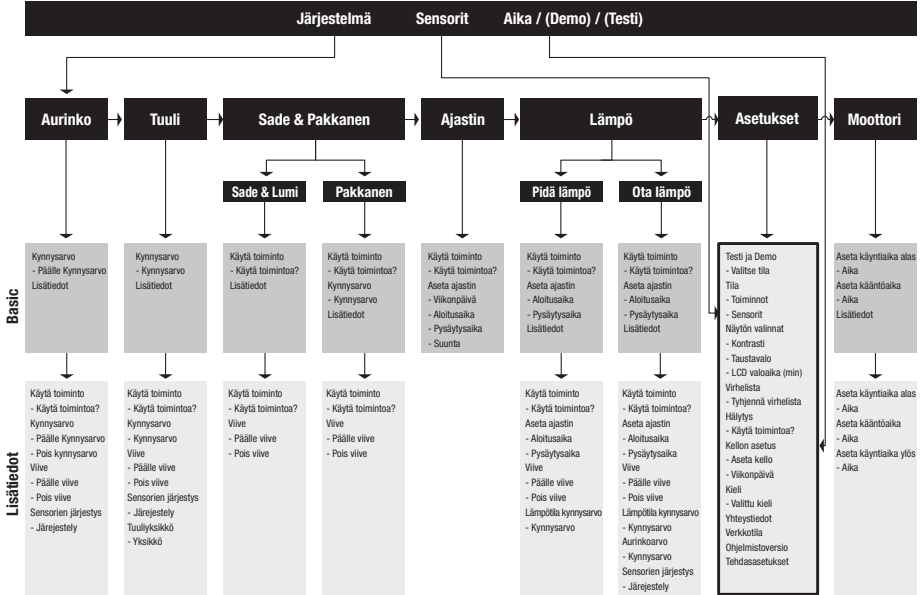 Järjestelmä Sensorit Aika / (Demo) / (Testi)
Aurinko Tuuli Sade & Pakkanen Ajastin Lämpö Asetukset Moottori
Sade & Lumi Pakkanen Pidä lämpö Ota lämpö
Basic
Kynnysarvo
- Päälle Kynnysarvo
Lisätiedot
Kynnysarvo
- Kynnysarvo
Lisätiedot
Käytä toiminto
- Käytä toimintoa?
Lisätiedot
Käytä toiminto
- Käytä toimintoa?
Kynnysarvo
- Kynnysarvo
Lisätiedot
Käytä toiminto
- Käytä toimintoa?
Aseta ajastin
- Viikonpäivä
- Aloitusaika
- Pysäytysaika
- Suunta
Käytä toiminto
- Käytä toimintoa?
Aseta ajastin
- Aloitusaika
- Pysäytysaika
Lisätiedot
Käytä toiminto
- Käytä toimintoa?
Aseta ajastin
- Aloitusaika
- Pysäytysaika
Lisätiedot
Testi ja Demo
- Valitse tila
Tila
- Toiminnot
- Sensorit
Näytön valinnat
- Kontrasti
- Taustavalo
- LCD valoaika (min)
Virhelista
- Tyhjennä virhelista
Hälytys
- Käytä toimintoa?
Kellon asetus
- Aseta kello
- Viikonpäivä
Kieli
- Valittu kieli
Yhteystiedot
Verkkotila
Ohjelmistoversio
Tehdasasetukset
Aseta käyntiaika alas
- Aika
Aseta kääntöaika
- Aika
Lisätiedot
Lisätiedot
Käytä toiminto
- Käytä toimintoa?
Kynnysarvo
- Päälle Kynnysarvo
- Pois kynnysarvo
Viive
- Päälle viive
- Pois viive
Sensorien järjestys
- Järejestely
Käytä toiminto
- Käytä toimintoa?
Kynnysarvo
- Kynnysarvo
Viive
- Päälle viive
- Pois viive
Sensorien järjestys
- Järejestely
Tuuliyksikkö
- Yksikkö
Käytä toiminto
- Käytä toimintoa?
Viive
- Päälle viive
- Pois viive
Käytä toiminto
- Käytä toimintoa?
Viive
- Päälle viive
- Pois viive
Käytä toiminto
- Käytä toimintoa?
Aseta ajastin
- Aloitusaika
- Pysäytysaika
Viive
- Päälle viive
- Pois viive
Lämpötila kynnysarvo
- Kynnysarvo
Käytä toiminto
- Käytä toimintoa?
Aseta ajastin
- Aloitusaika
- Pysäytysaika
Viive
- Päälle viive
- Pois viive
Lämpötila kynnysarvo
- Kynnysarvo
Aurinkoarvo
- Kynnysarvo
Sensorien järjestys
- Järejestely
Aseta käyntiaika alas
- Aika
Aseta kääntöaika
- Aika
Aseta käyntiaika ylös
- Aika